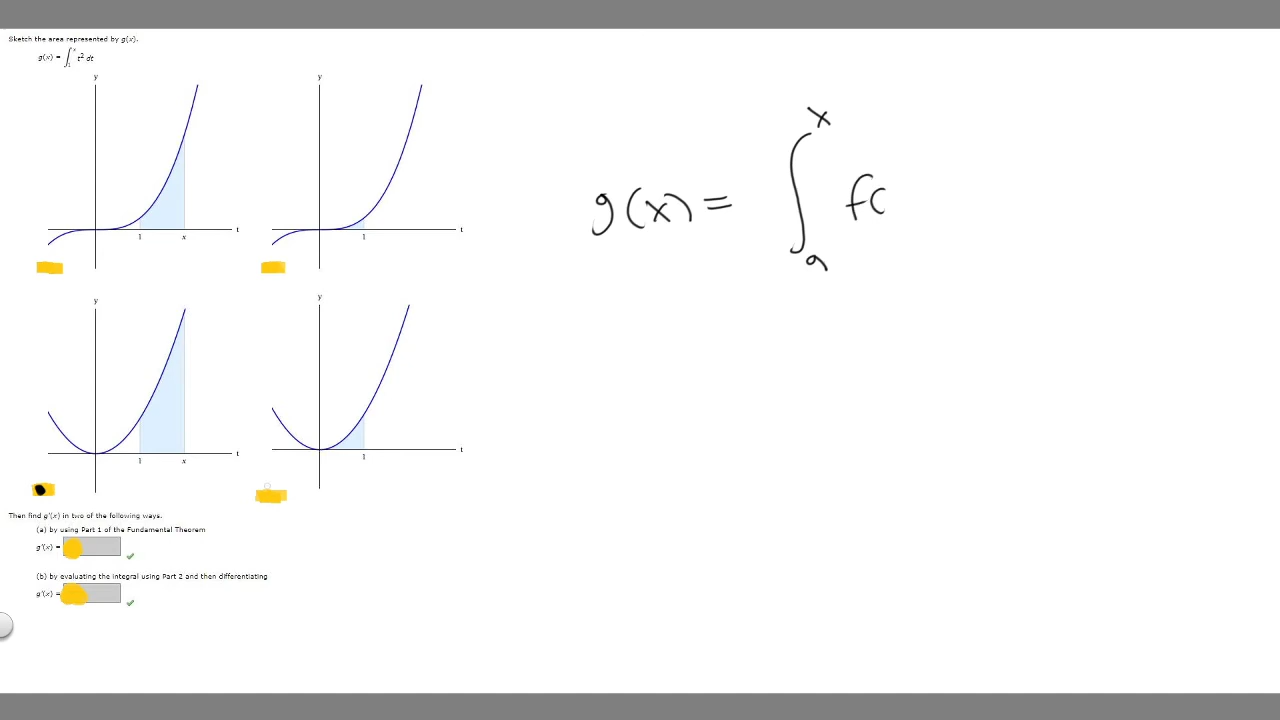 Sketch the area represented by g(x).
g(x) = ∫₁ˣ t² dt
y
y
1 x t
1 t
y
y
1 x t
1 t
Then find g'(x) in two of the following ways.
(a) by using Part 1 of the Fundamental Theorem
g'(x) =
(b) by evaluating the integral using Part 2 and then differentiating
g'(x) =
g(x) = ∫ₐˣ f(